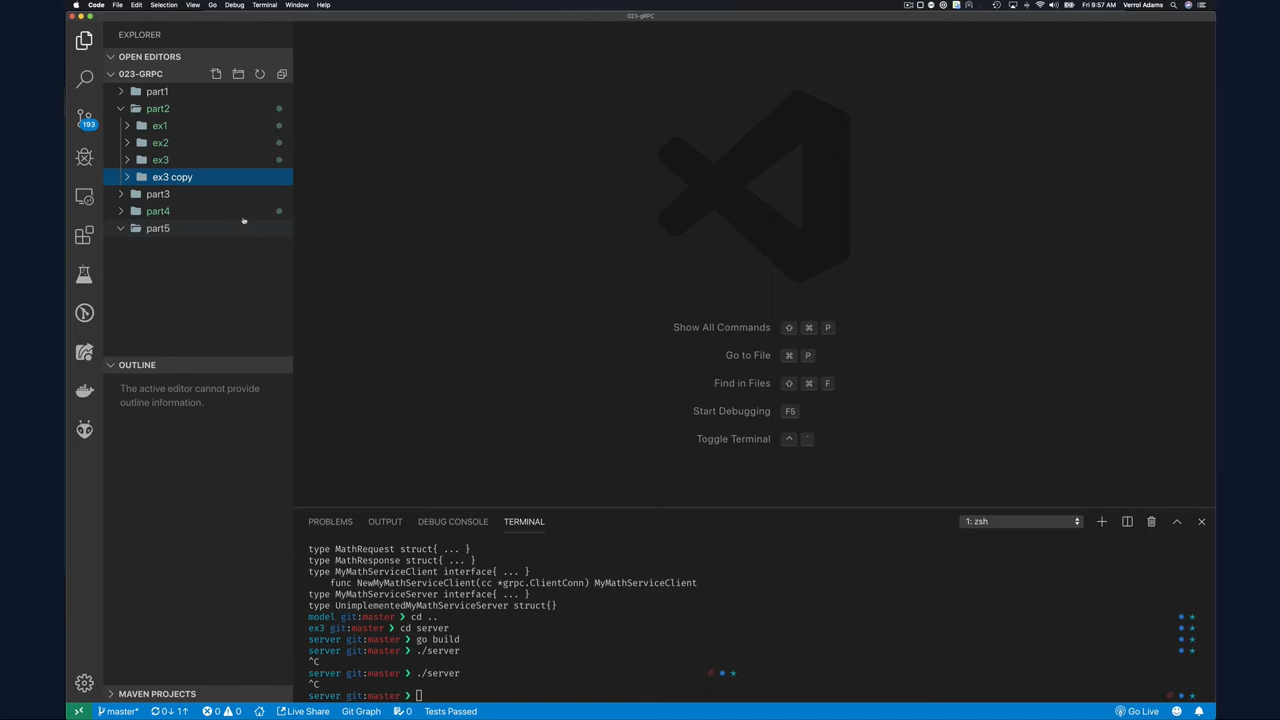 Code File Edit Selection View Go Debug Terminal Window Help
Fri 9:57 AM Verrol Adams
023-gRPC
EXPLORER
OPEN EDITORS
023-GRPC
part1
part2
ex1
ex2
ex3
ex3 copy
part3
part4
part5
193
OUTLINE
The active editor cannot provide
outline information.
MAVEN PROJECTS
Show All Commands ⇧ ⌘ P
Go to File ⌘ P
Find in Files ⇧ ⌘ F
Start Debugging F5
Toggle Terminal ^ `
PROBLEMS OUTPUT DEBUG CONSOLE TERMINAL
1: zsh
type MathRequest struct{ ... }
type MathResponse struct{ ... }
type MyMathServiceClient interface{ ... }
func NewMyMathServiceClient(cc *grpc.ClientConn) MyMathServiceClient
type MyMathServiceServer interface{ ... }
type UnimplementedMyMathServiceServer struct{}
model git:master ❯ cd ..
ex3 git:master ❯ cd server
server git:master ❯ go build
server git:master ❯ ./server
^C
server git:master ❯ ./server
^C
server git:master ❯
master* 0↓ 1↑ 0 0 Live Share Git Graph 0 Tests Passed
Go Live